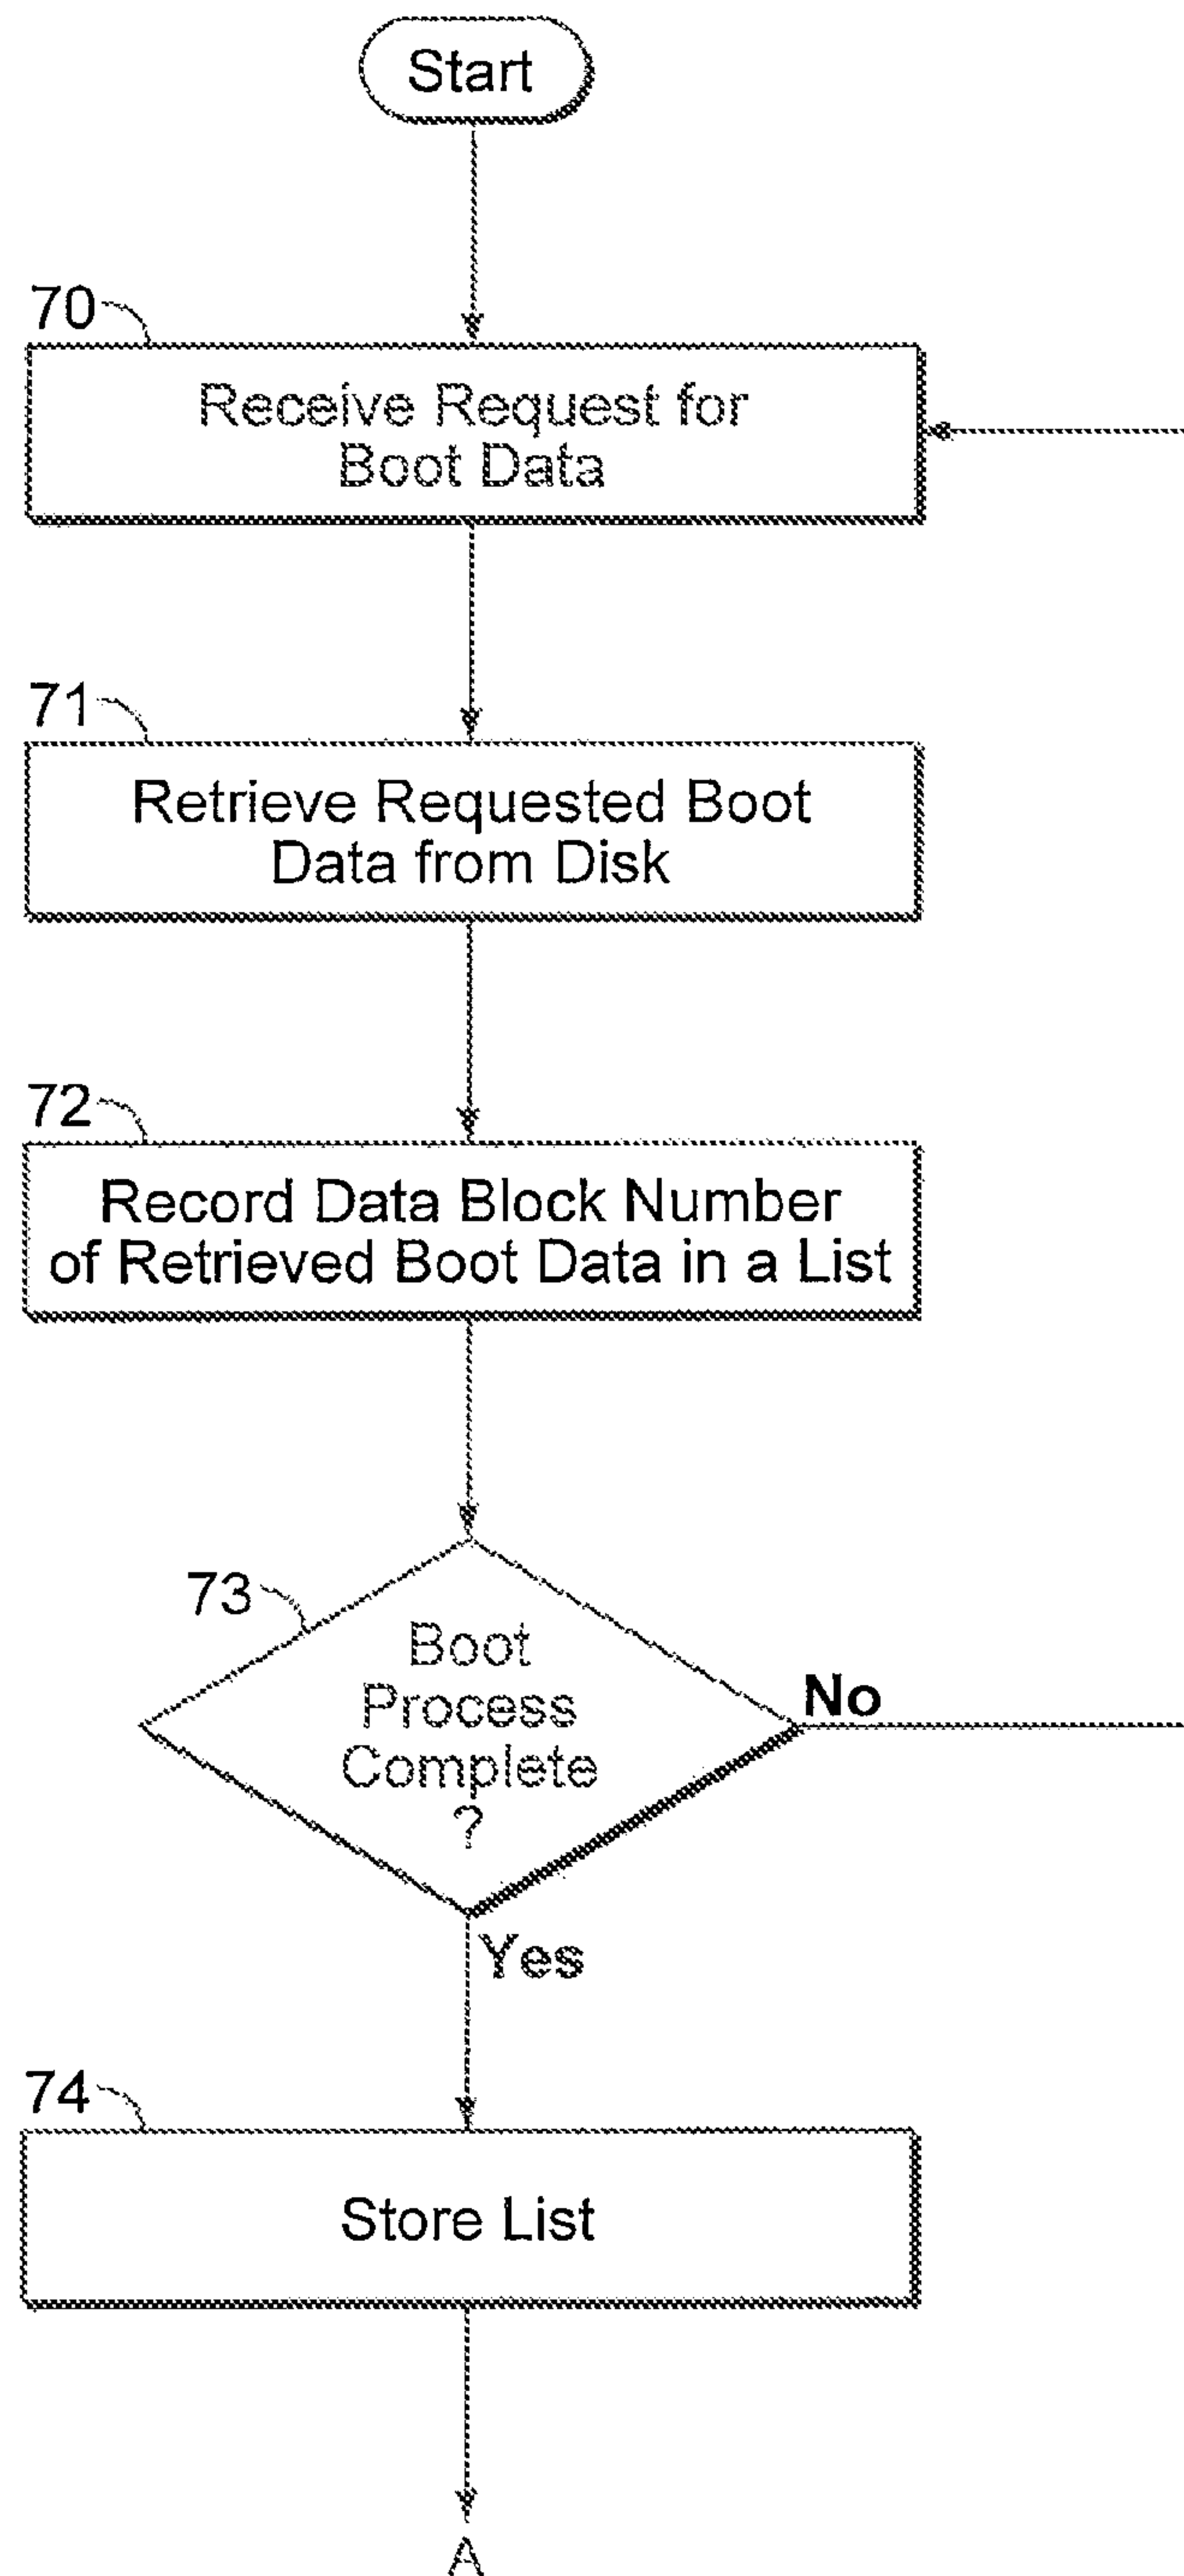 Start
70
Receive Request for
Boot Data
71
Retrieve Requested Boot
Data from Disk
72
Record Data Block Number
of Retrieved Boot Data in a List
73
Boot
Process
Complete
?
No
Yes
74
Store List
A